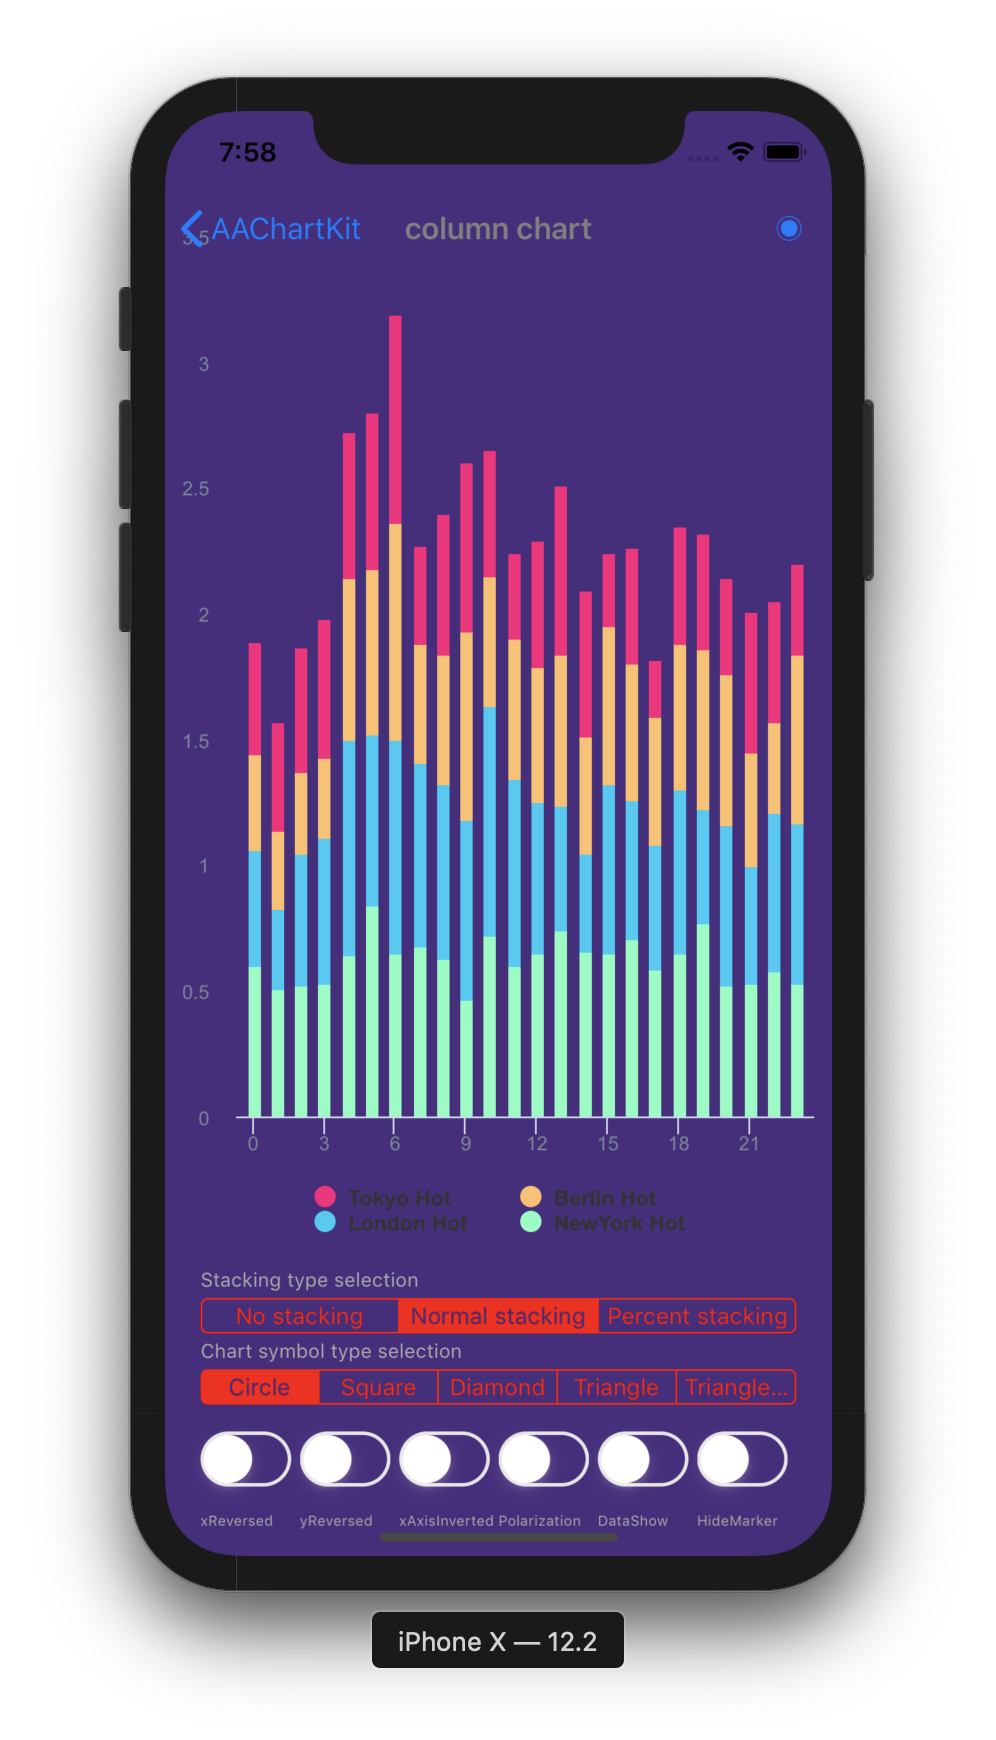 7:58
AAChartKit column chart
3.5
3
2.5
2
1.5
1
0.5
0
0 3 6 9 12 15 18 21
Tokyo Hot Berlin Hot
London Hot NewYork Hot
Stacking type selection
No stacking Normal stacking Percent stacking
Chart symbol type selection
Circle Square Diamond Triangle Triangle...
xReversed yReversed xAxisInverted Polarization DataShow HideMarker
iPhone X — 12.2